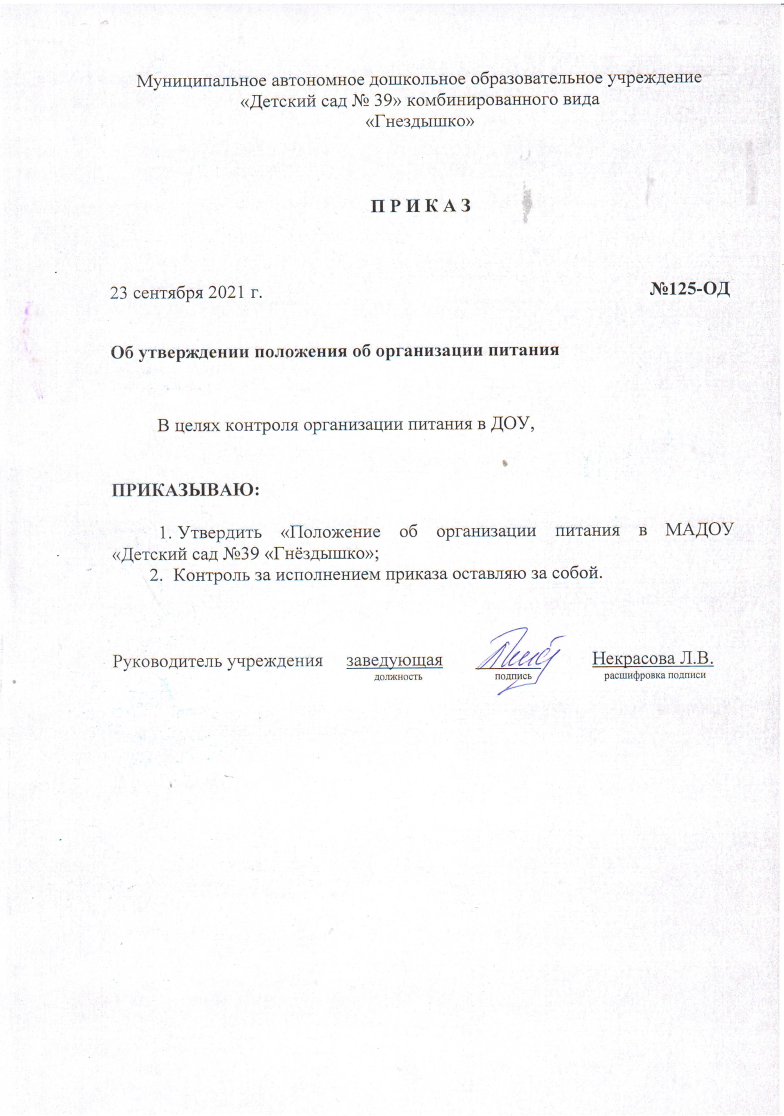 Муниципальное автономное дошкольное образовательное учреждение
«Детский сад № 39» комбинированного вида
«Гнездышко»
П Р И К А З
23 сентября 2021 г. №125-ОД
Об утверждении положения об организации питания
В целях контроля организации питания в ДОУ,
ПРИКАЗЫВАЮ:
1. Утвердить «Положение об организации питания в МАДОУ
«Детский сад №39 «Гнёздышко»;
2. Контроль за исполнением приказа оставляю за собой.
Руководитель учреждения заведующая Некрасова Л.В.
должность подпись расшифровка подписи